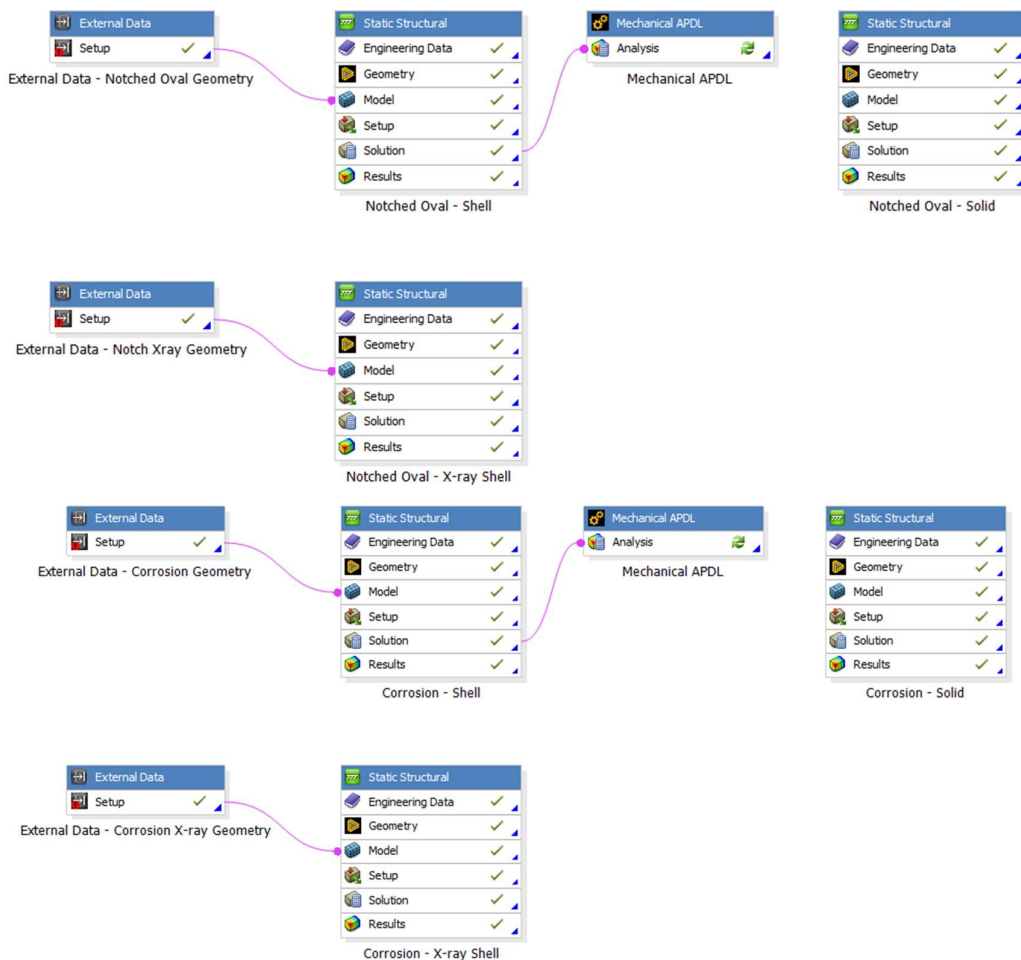 External Data
Setup
External Data - Notched Oval Geometry
Static Structural
Engineering Data
Geometry
Model
Setup
Solution
Results
Notched Oval - Shell
Mechanical APDL
Analysis
Mechanical APDL
Static Structural
Engineering Data
Geometry
Model
Setup
Solution
Results
Notched Oval - Solid
External Data
Setup
External Data - Notch Xray Geometry
Static Structural
Engineering Data
Geometry
Model
Setup
Solution
Results
Notched Oval - X-ray Shell
External Data
Setup
External Data - Corrosion Geometry
Static Structural
Engineering Data
Geometry
Model
Setup
Solution
Results
Corrosion - Shell
Mechanical APDL
Analysis
Mechanical APDL
Static Structural
Engineering Data
Geometry
Model
Setup
Solution
Results
Corrosion - Solid
External Data
Setup
External Data - Corrosion X-ray Geometry
Static Structural
Engineering Data
Geometry
Model
Setup
Solution
Results
Corrosion - X-ray Shell